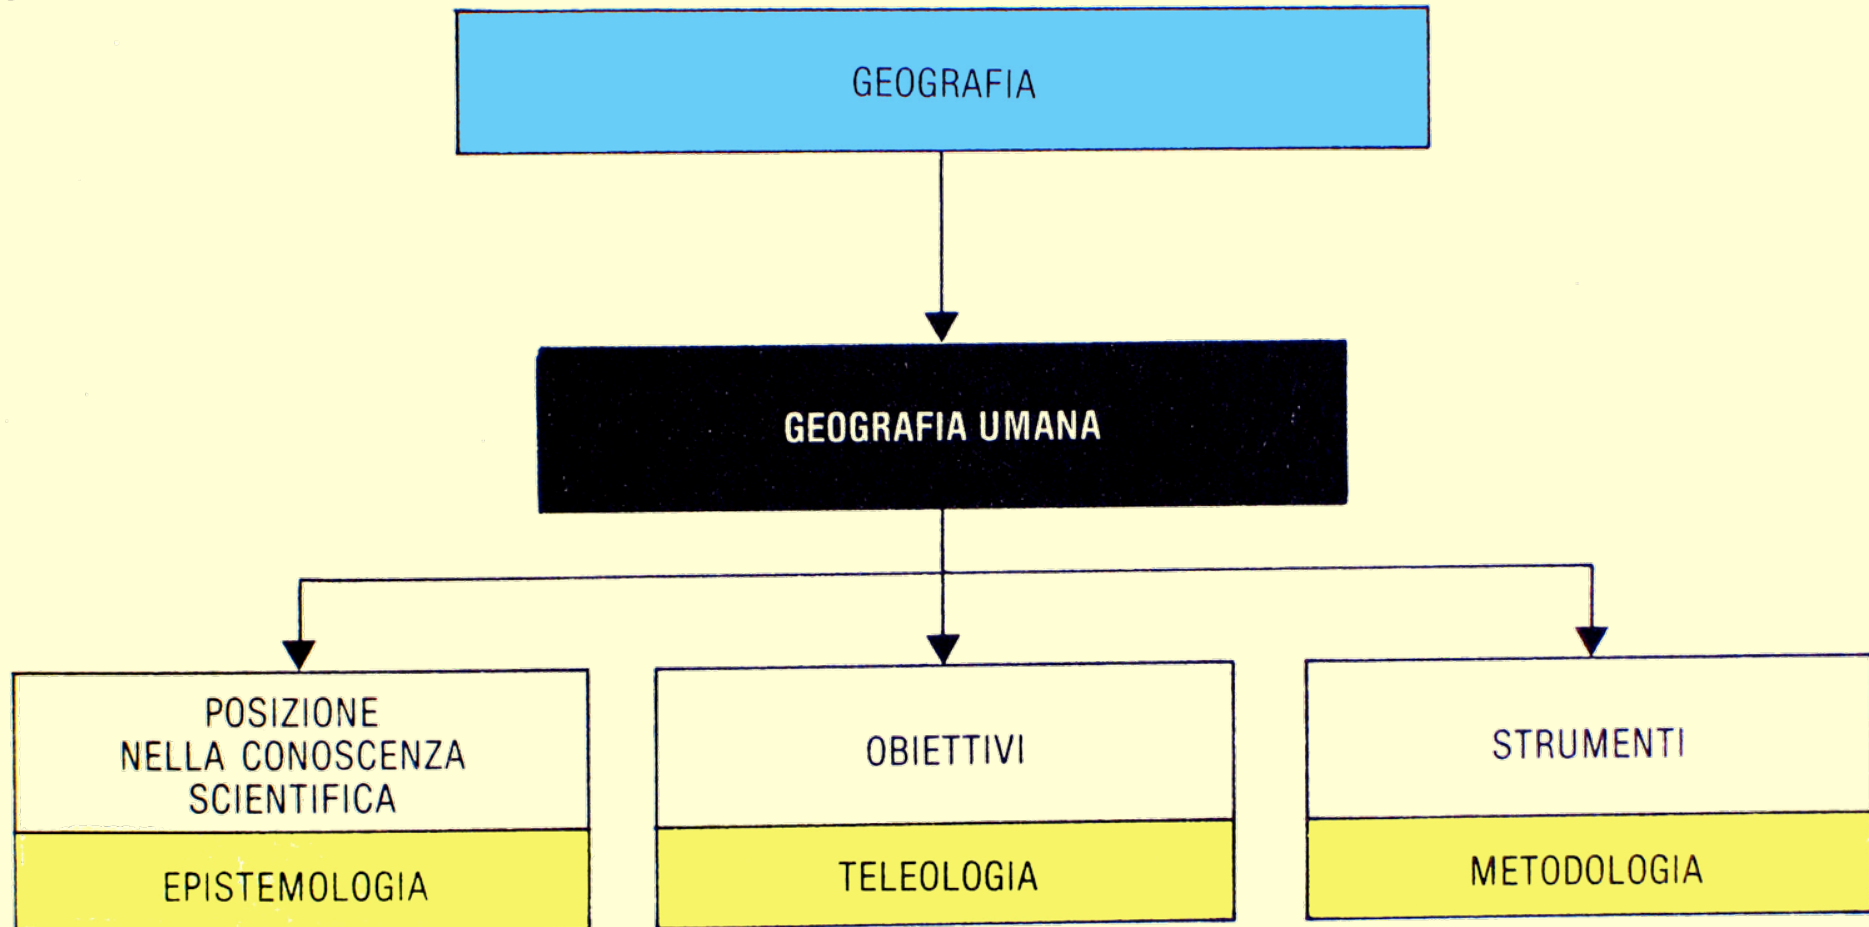 GEOGRAFIA
GEOGRAFIA UMANA
POSIZIONE
NELLA CONOSCENZA
SCIENTIFICA
EPISTEMOLOGIA
OBIETTIVI
TELEOLOGIA
STRUMENTI
METODOLOGIA